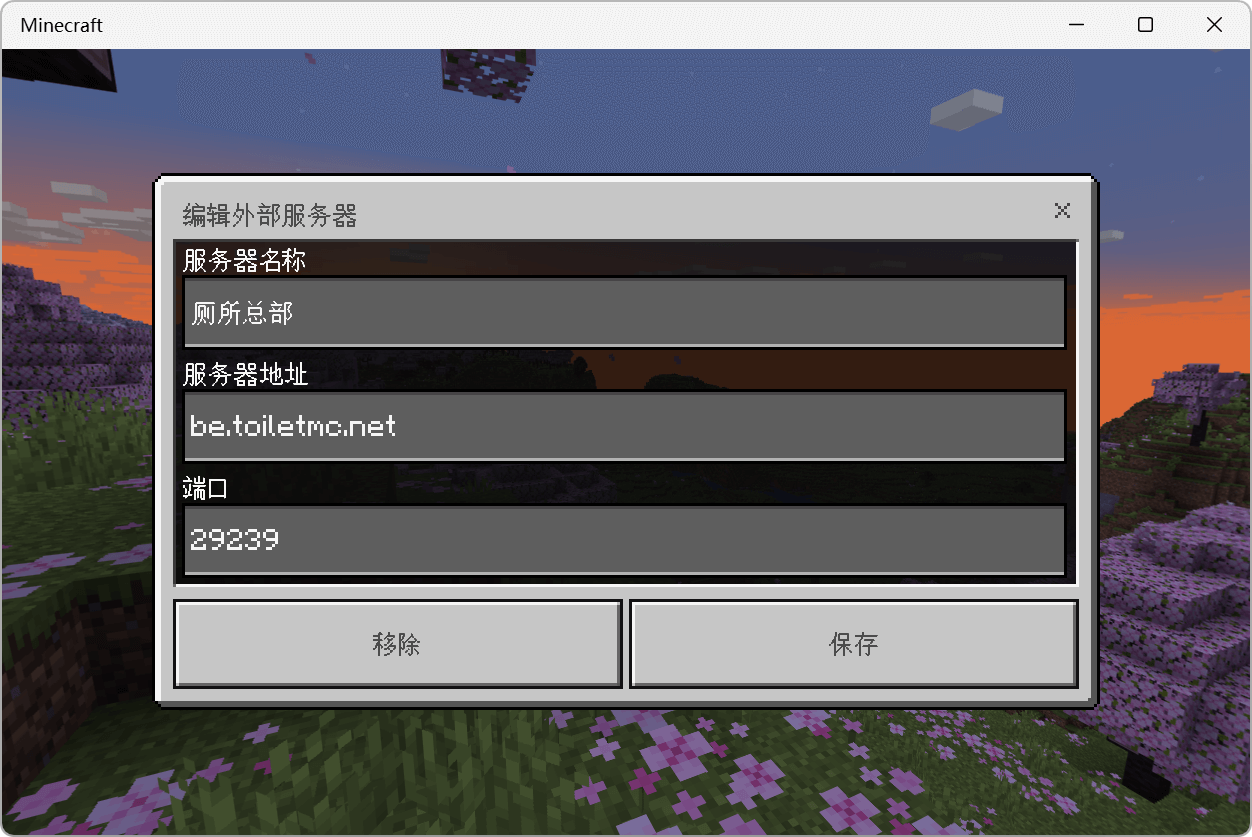 Minecraft
编辑外部服务器
服务器名称
厕所总部
服务器地址
be.toiletmc.net
端口
29239
移除
保存